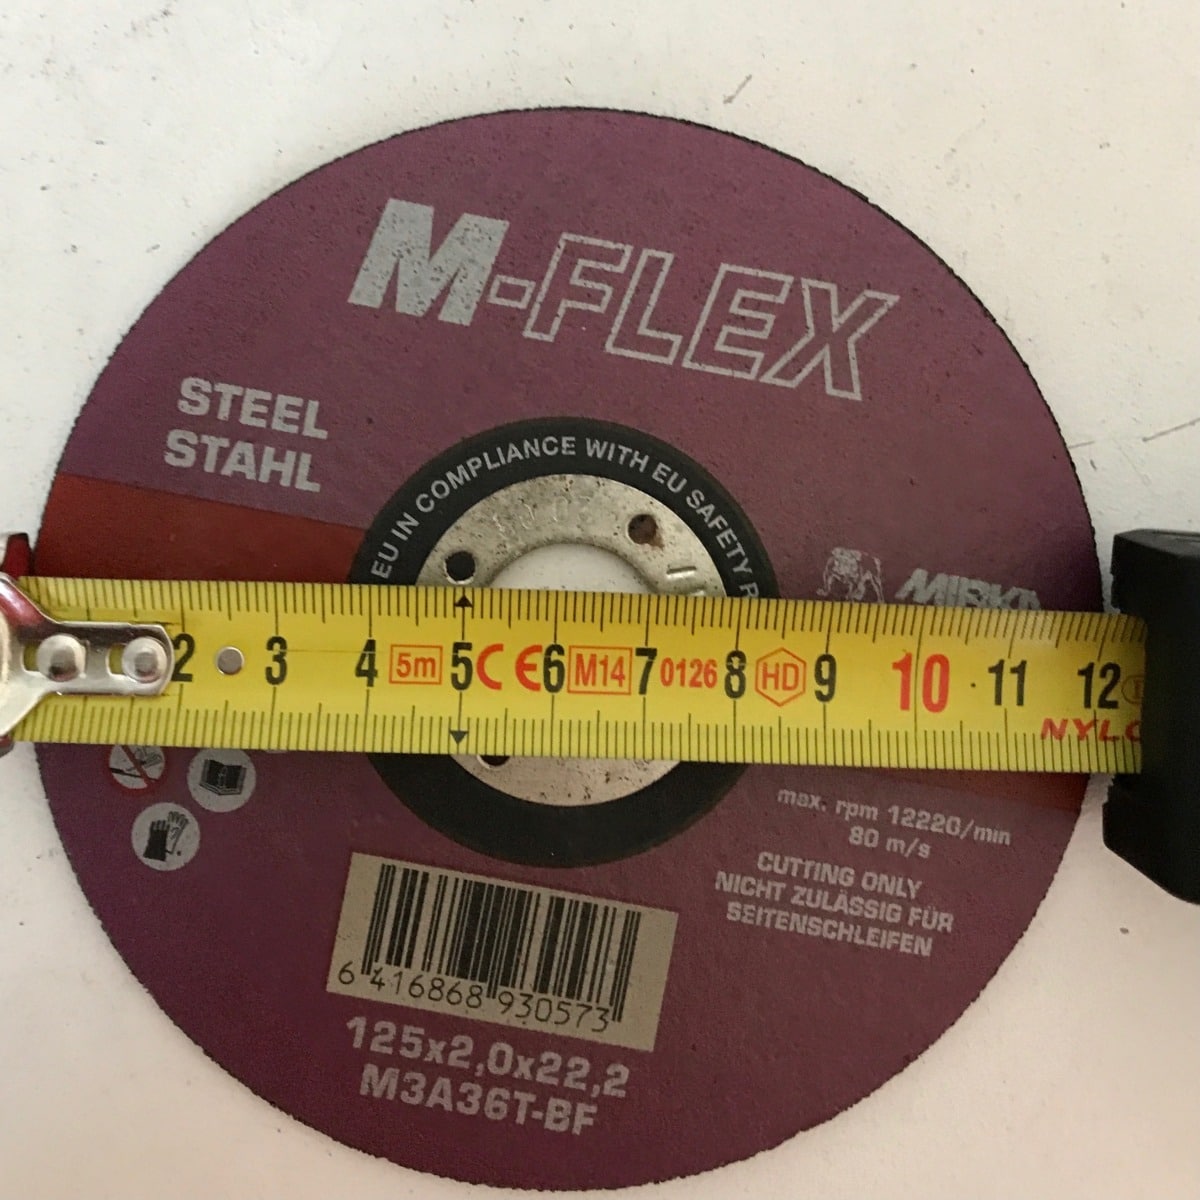 M-FLEX
STEEL
STAHL
EU IN COMPLIANCE WITH EU SAFETY
MIRKA
2 3 4 5m 5 CE 6 M14 7 0126 8 HD 9 10 11 12
NYLO
max. rpm 12220/min
80 m/s
CUTTING ONLY
NICHT ZULÄSSIG FÜR
SEITENSCHLEIFEN
6 416868 930573
125x2,0x22,2
M3A36T-BF